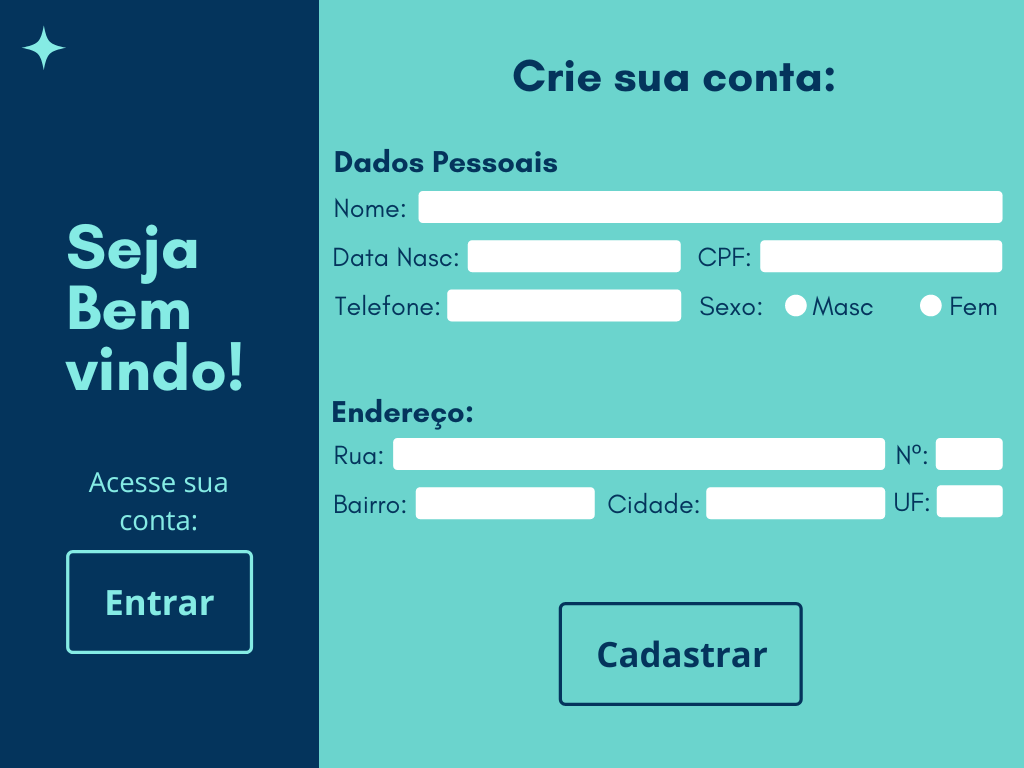 Seja
Bem
vindo!
Acesse sua
conta:
Entrar
Crie sua conta:
Dados Pessoais
Nome:
Data Nasc: CPF:
Telefone: Sexo: Masc Fem
Endereço:
Rua: Nº:
Bairro: Cidade: UF:
Cadastrar